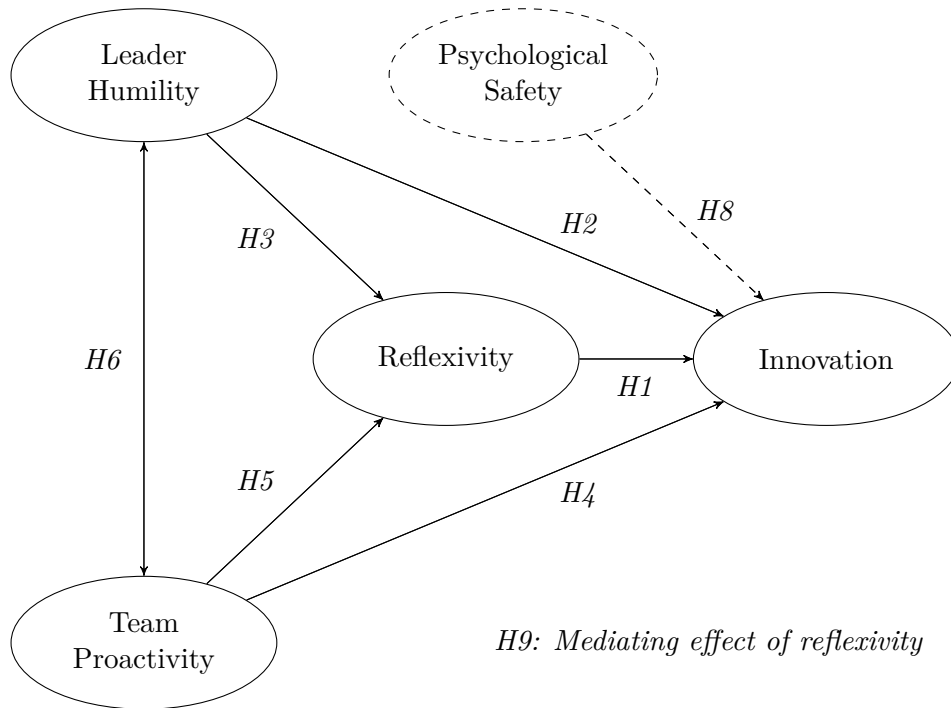 Leader
Humility
Psychological
Safety
H2
H8
H3
H6
Reflexivity
Innovation
H1
H5
H4
Team
Proactivity
H9: Mediating effect of reflexivity